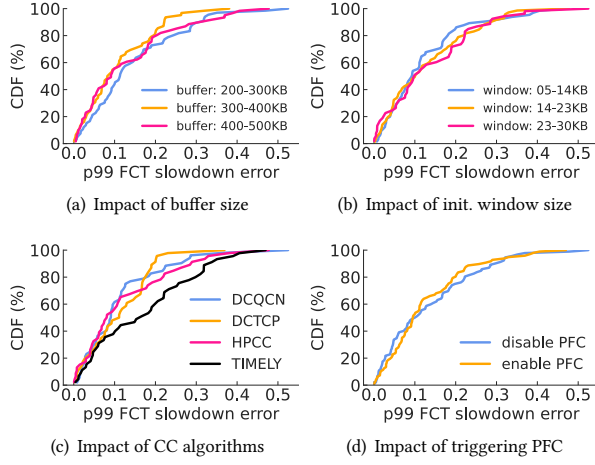 CDF (%)
100
80
60
40
20
0
buffer: 200-300KB
buffer: 300-400KB
buffer: 400-500KB
0.0 0.1 0.2 0.3 0.4 0.5
p99 FCT slowdown error
(a) Impact of buffer size
CDF (%)
100
80
60
40
20
0
window: 05-14KB
window: 14-23KB
window: 23-30KB
0.0 0.1 0.2 0.3 0.4 0.5
p99 FCT slowdown error
(b) Impact of init. window size
CDF (%)
100
80
60
40
20
0
DCQCN
DCTCP
HPCC
TIMELY
0.0 0.1 0.2 0.3 0.4 0.5
p99 FCT slowdown error
(c) Impact of CC algorithms
CDF (%)
100
80
60
40
20
0
disable PFC
enable PFC
0.0 0.1 0.2 0.3 0.4 0.5
p99 FCT slowdown error
(d) Impact of triggering PFC